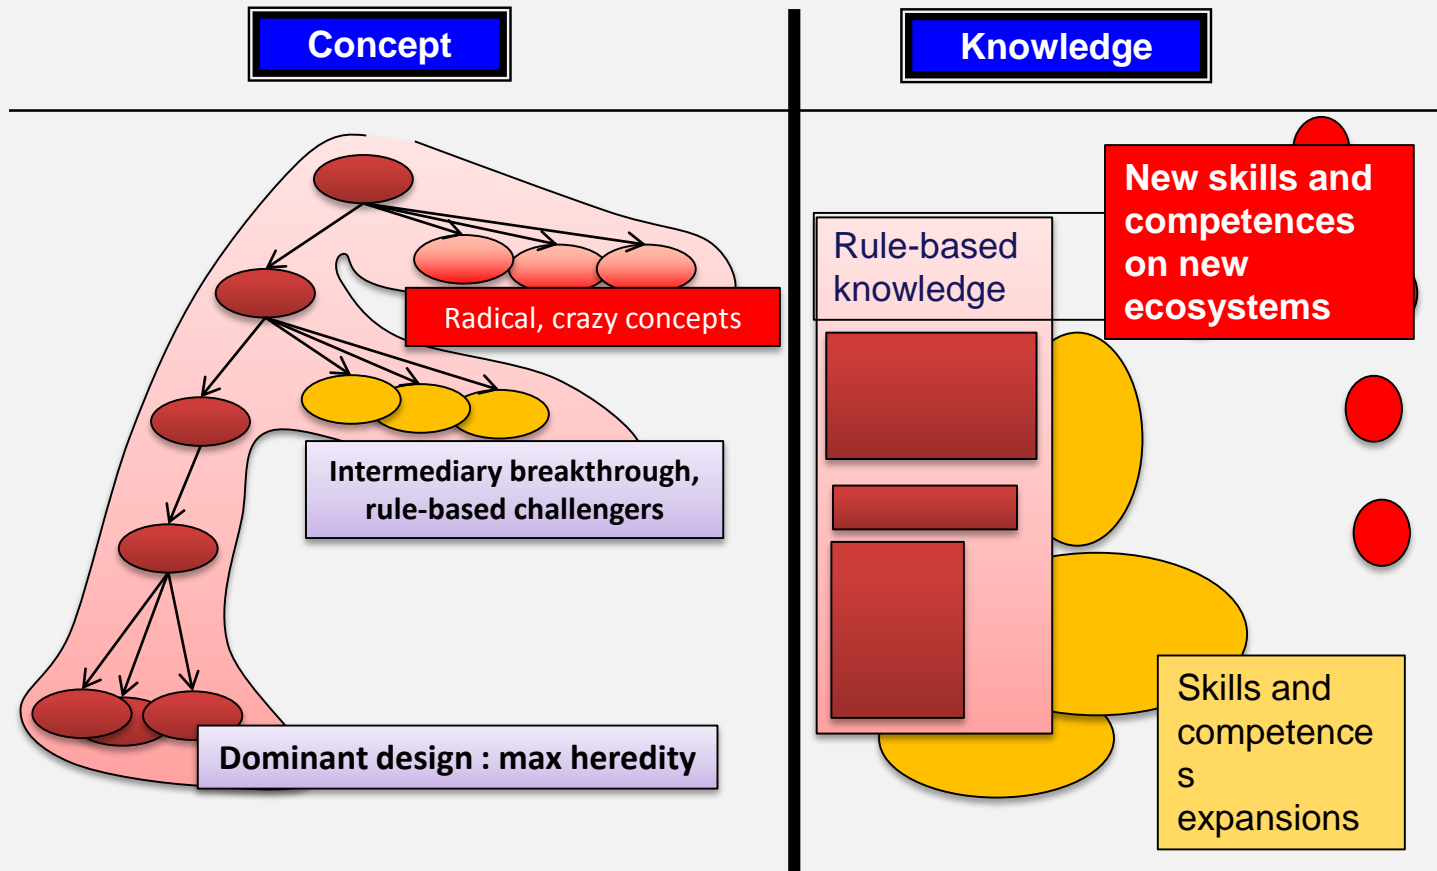 Concept
Knowledge
Radical, crazy concepts
Intermediary breakthrough,
rule-based challengers
Dominant design : max heredity
Rule-based
knowledge
New skills and
competences
on new
ecosystems
Skills and
competence
s
expansions